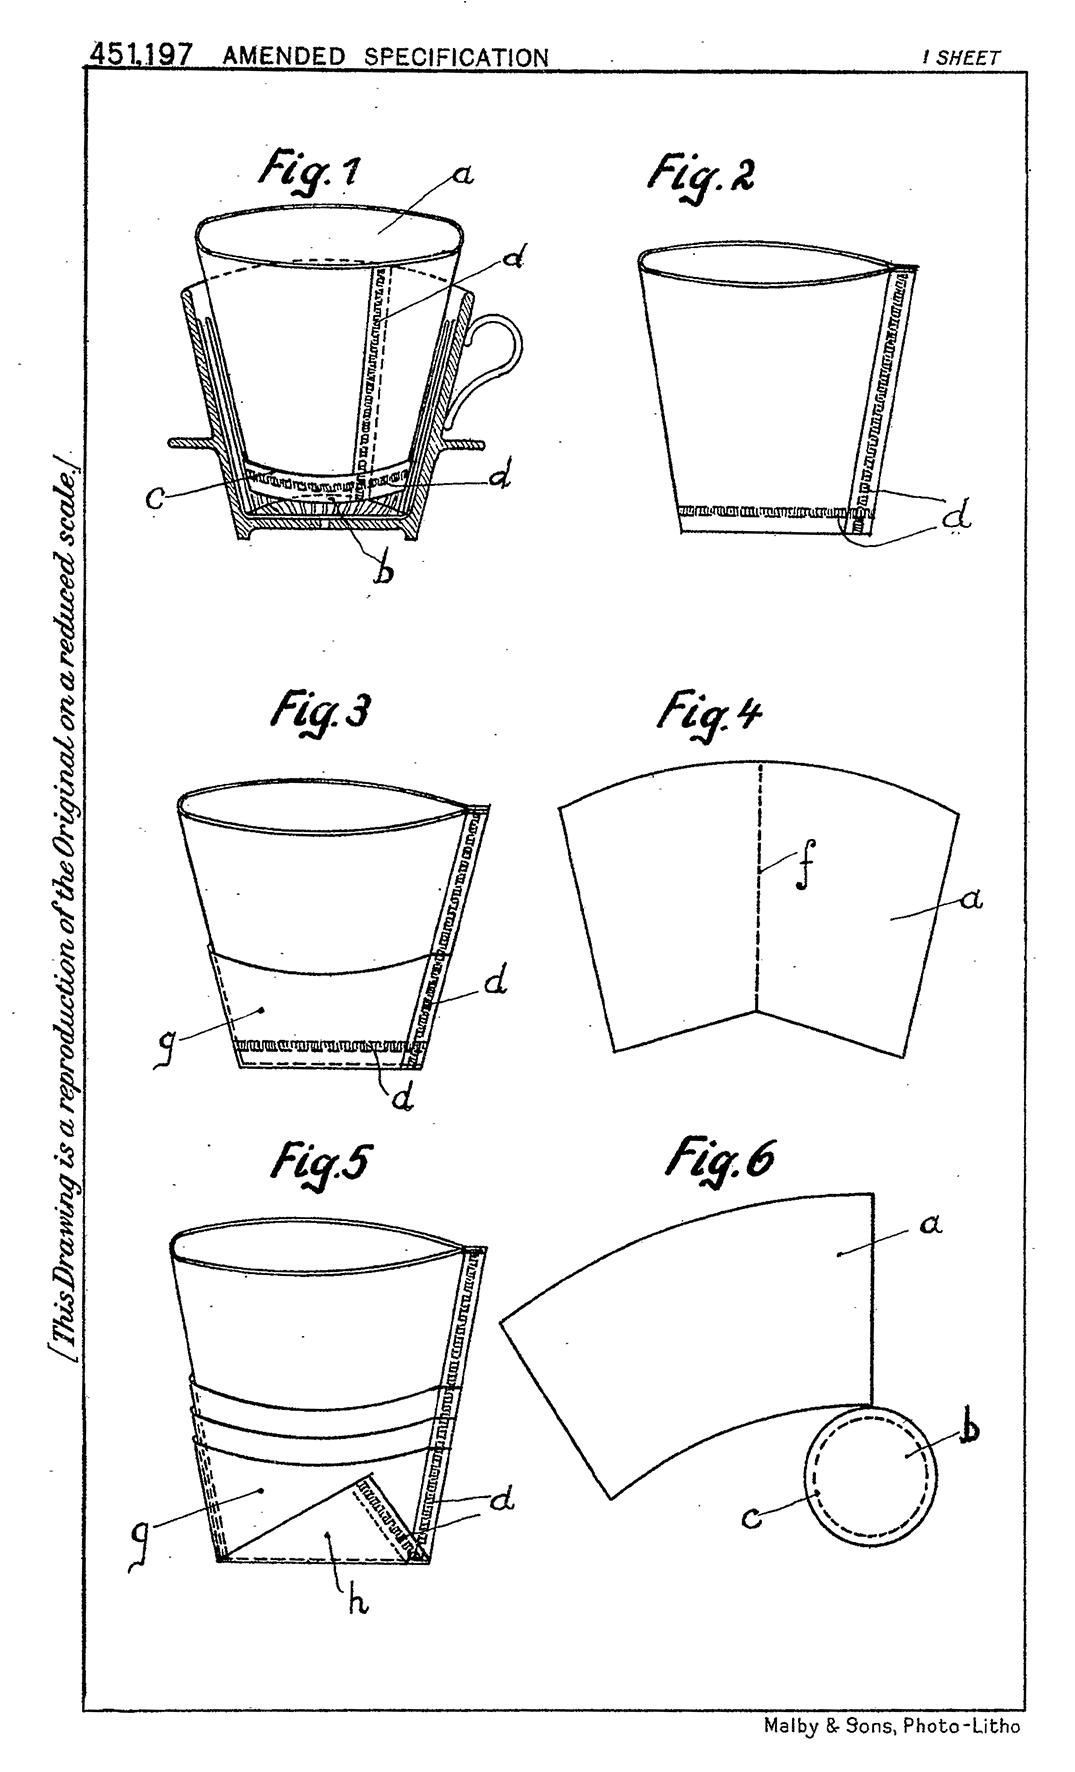 451,197 AMENDED SPECIFICATION
1 SHEET
Fig.1
a
d
c
d
b
Fig.2
d
Fig.3
g
d
d
Fig.4
f
a
Fig.5
g
d
h
Fig.6
a
b
c
[This Drawing is a reproduction of the Original on a reduced scale.]
Malby & Sons, Photo-Litho